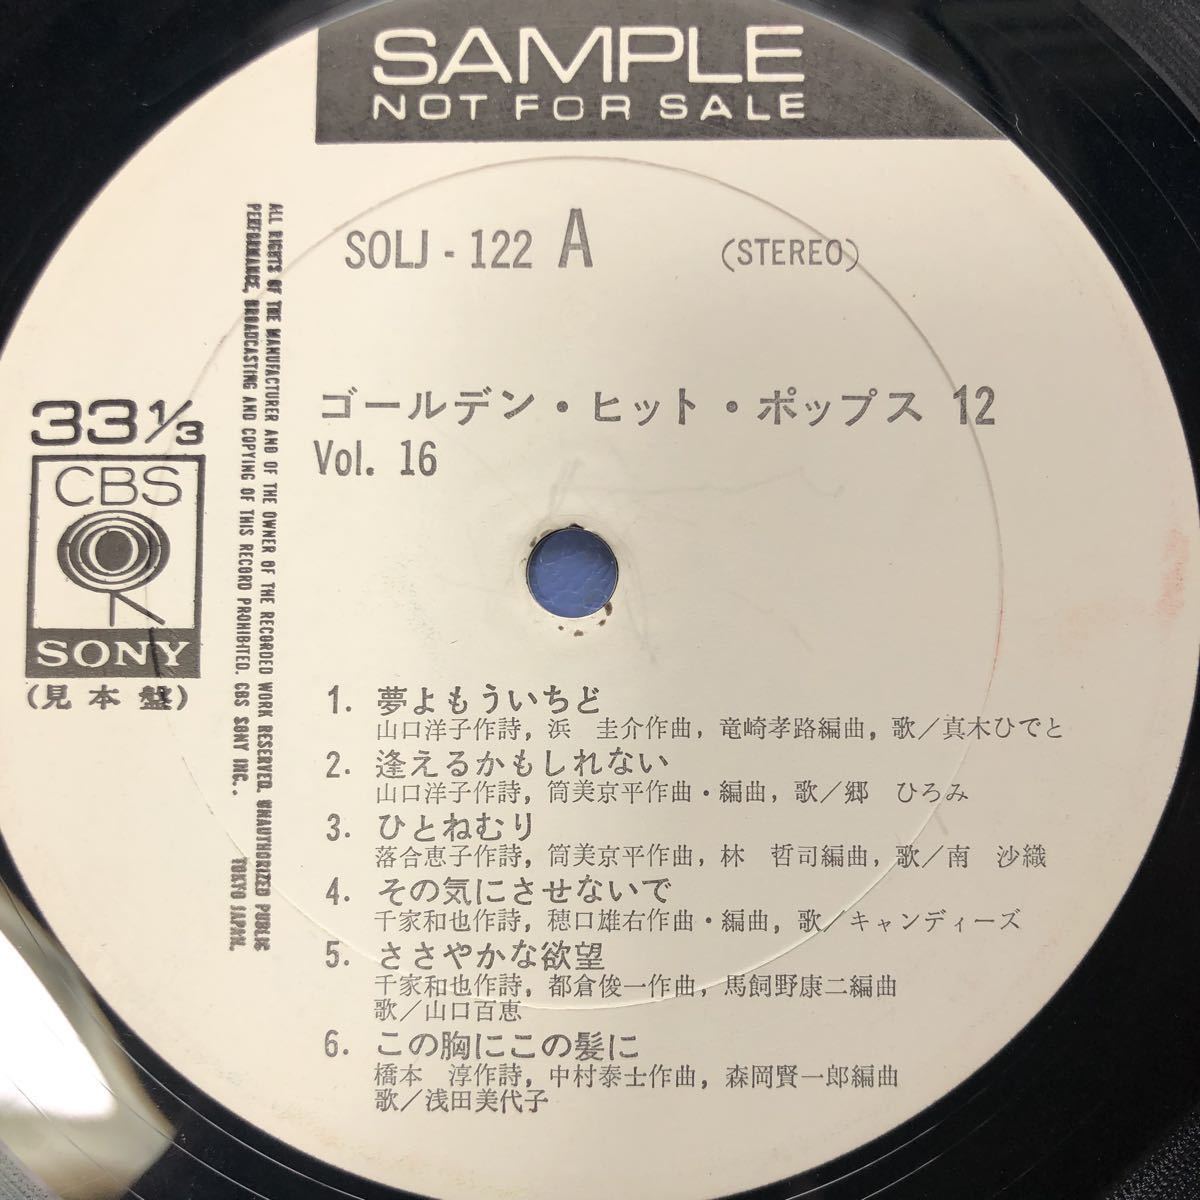 SAMPLE
NOT FOR SALE
SOLJ - 122 A (STEREO)
ゴールデン・ヒット・ポップス 12
Vol. 16
33 1/3
CBS
SONY
(見本盤)
ALL RIGHTS OF THE MANUFACTURER AND OF THE OWNER OF THE RECORDED WORK RESERVED. UNAUTHORIZED PUBLIC
PERFORMANCE, BROADCASTING AND COPYING OF THIS RECORD PROHIBITED. CBS SONY INC., TOKYO JAPAN.
1. 夢よもういちど
山口洋子作詩, 浜 圭介作曲, 竜崎孝路編曲, 歌/真木ひでと
2. 逢えるかもしれない
山口洋子作詩, 筒美京平作曲・編曲, 歌/郷 ひろみ
3. ひとねむり
落合恵子作詩, 筒美京平作曲, 林 哲司編曲, 歌/南 沙織
4. その気にさせないで
千家和也作詩, 穂口雄右作曲・編曲, 歌/キャンディーズ
5. ささやかな欲望
千家和也作詩, 都倉俊一作曲, 馬飼野康二編曲
歌/山口百恵
6. この胸にこの髪に
橋本 淳作詩, 中村泰士作曲, 森岡賢一郎編曲
歌/浅田美代子